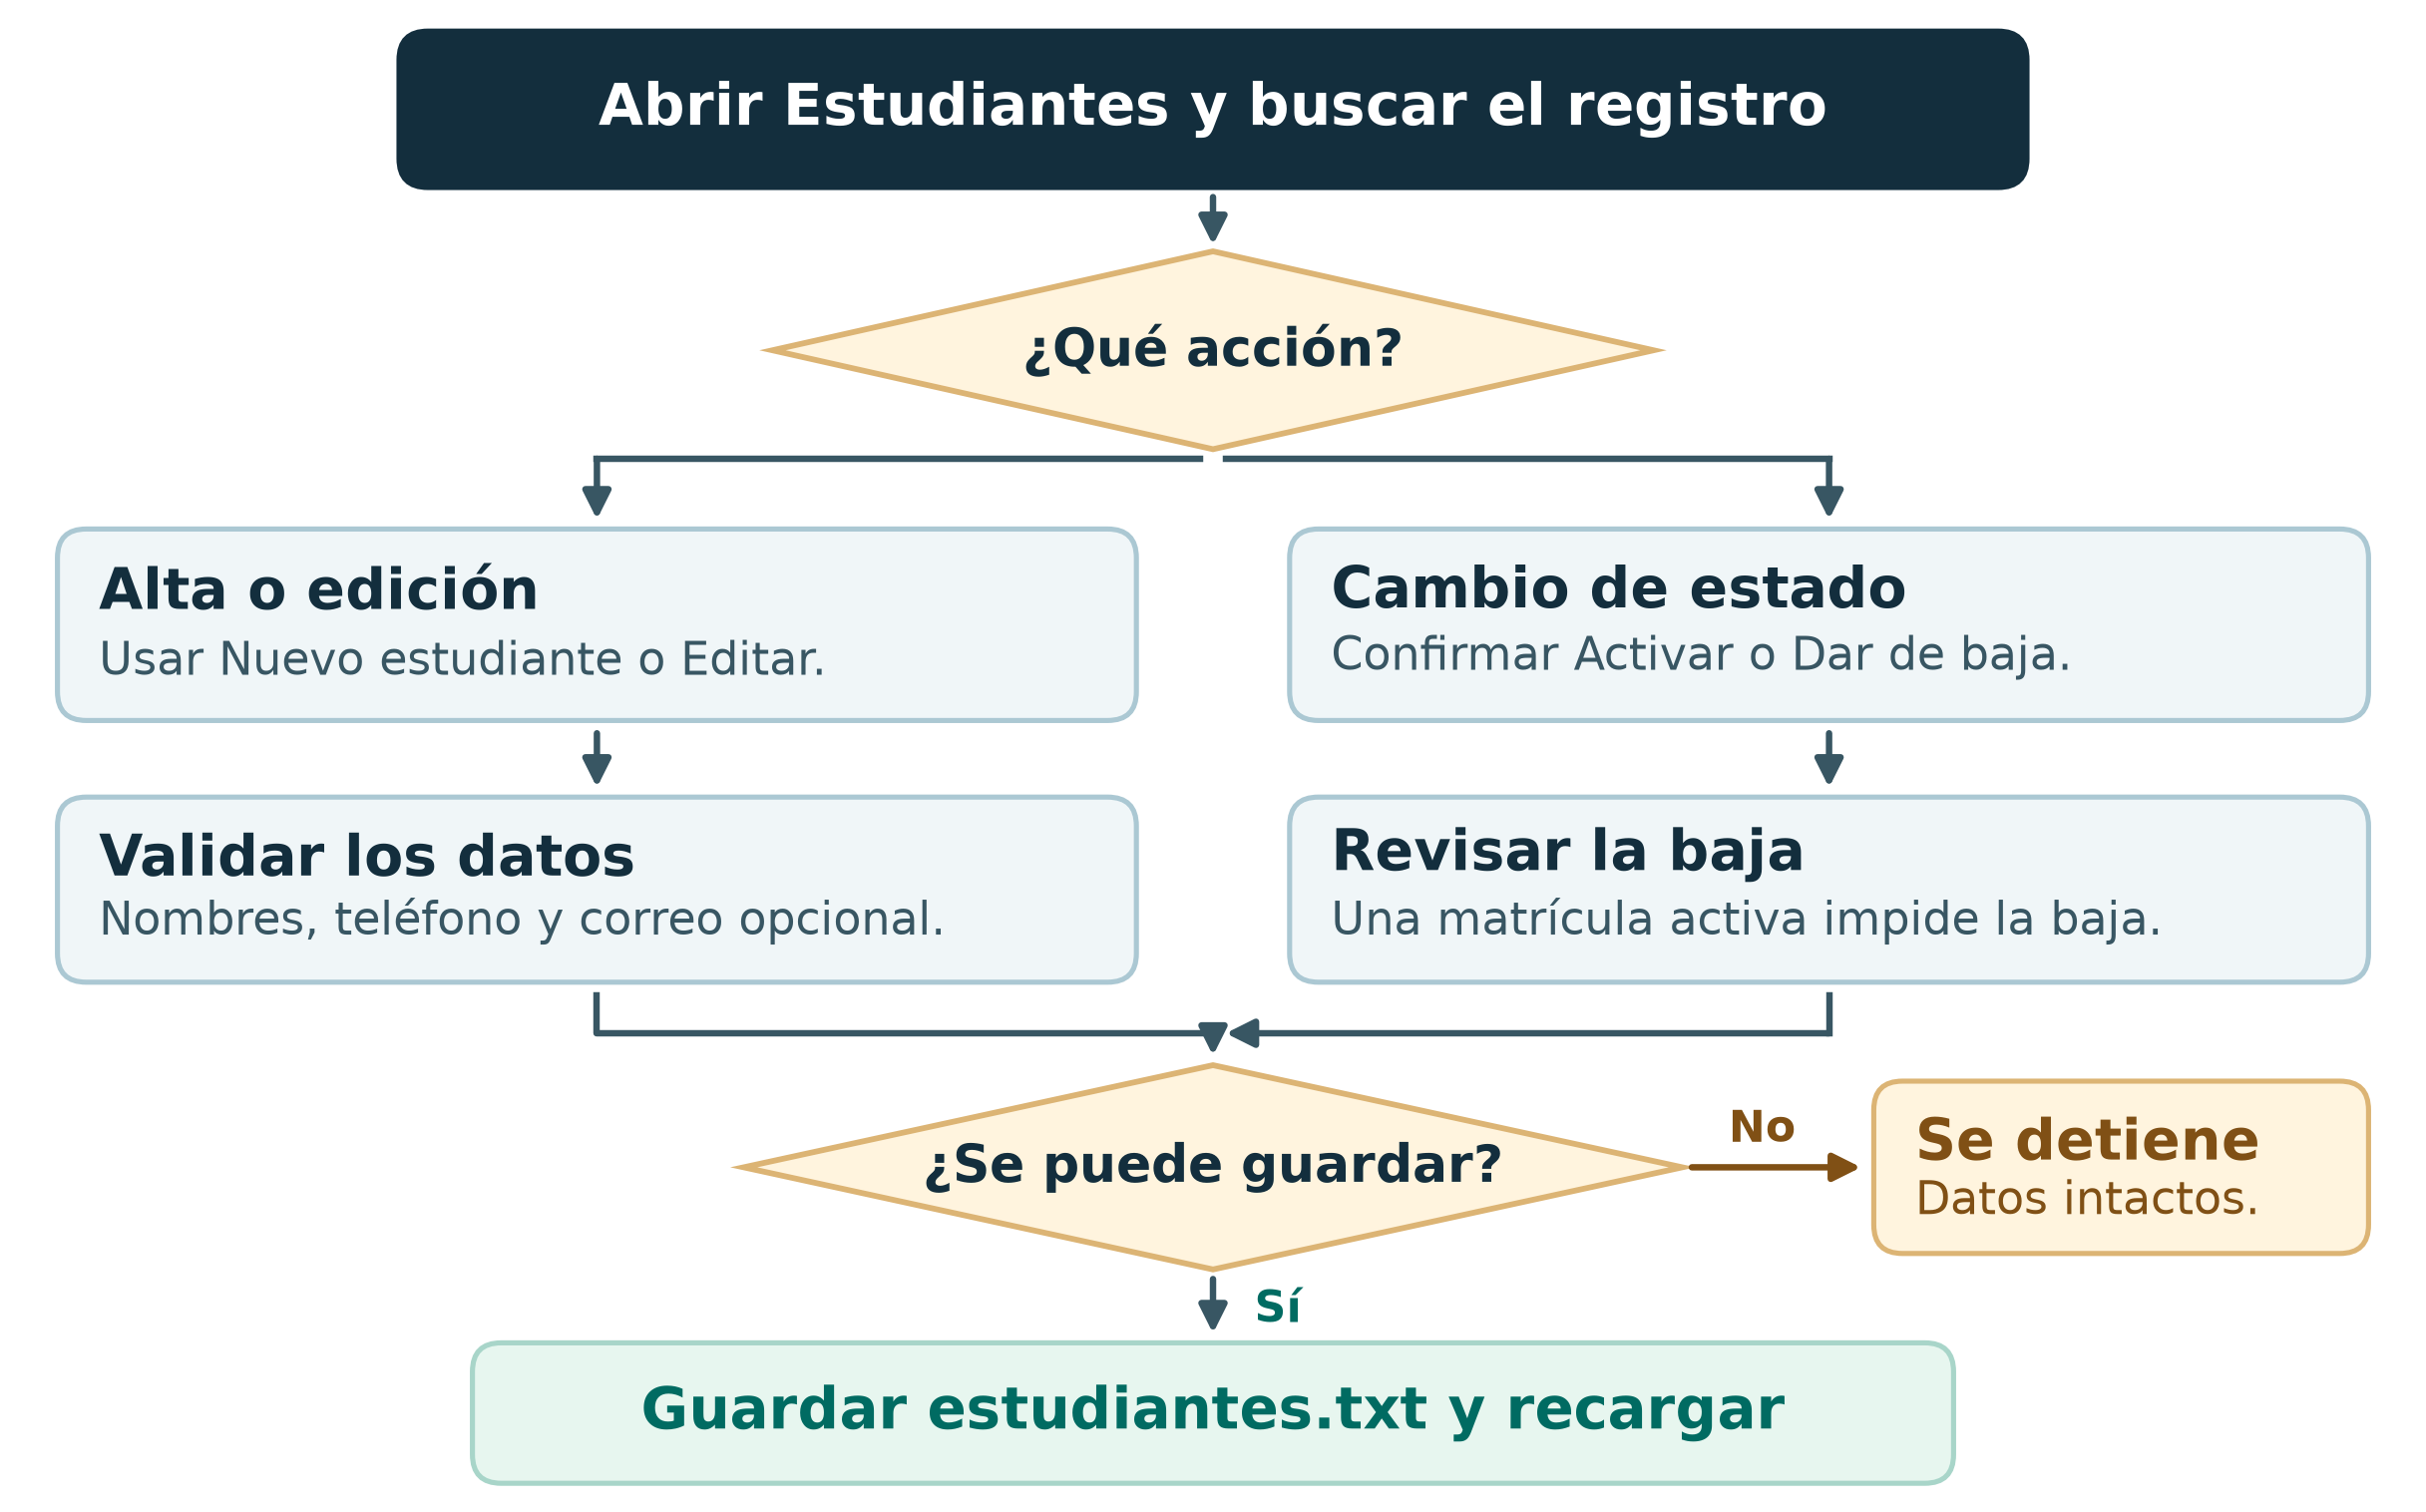 Abrir Estudiantes y buscar el registro
¿Qué acción?
Alta o edición
Usar Nuevo estudiante o Editar.
Cambio de estado
Confirmar Activar o Dar de baja.
Validar los datos
Nombres, teléfono y correo opcional.
Revisar la baja
Una matrícula activa impide la baja.
¿Se puede guardar?
No
Se detiene
Datos intactos.
Sí
Guardar estudiantes.txt y recargar